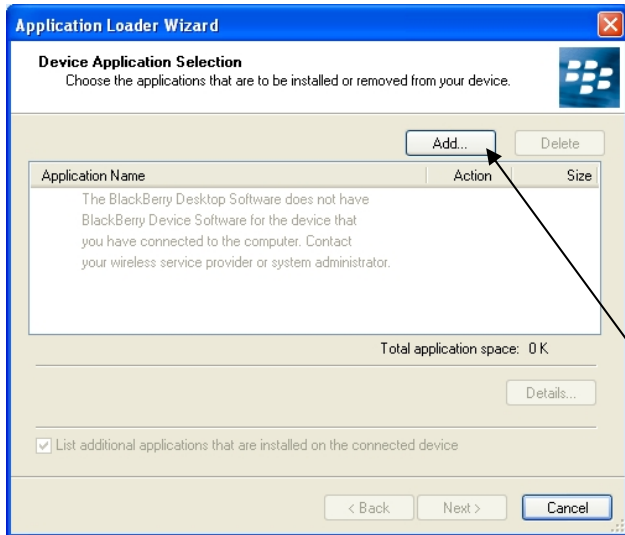 Application Loader Wizard
Device Application Selection
Choose the applications that are to be installed or removed from your device.
Add...
Delete
Application Name Action Size
The BlackBerry Desktop Software does not have
BlackBerry Device Software for the device that
you have connected to the computer. Contact
your wireless service provider or system administrator.
Total application space: 0 K
Details...
List additional applications that are installed on the connected device
< Back Next > Cancel